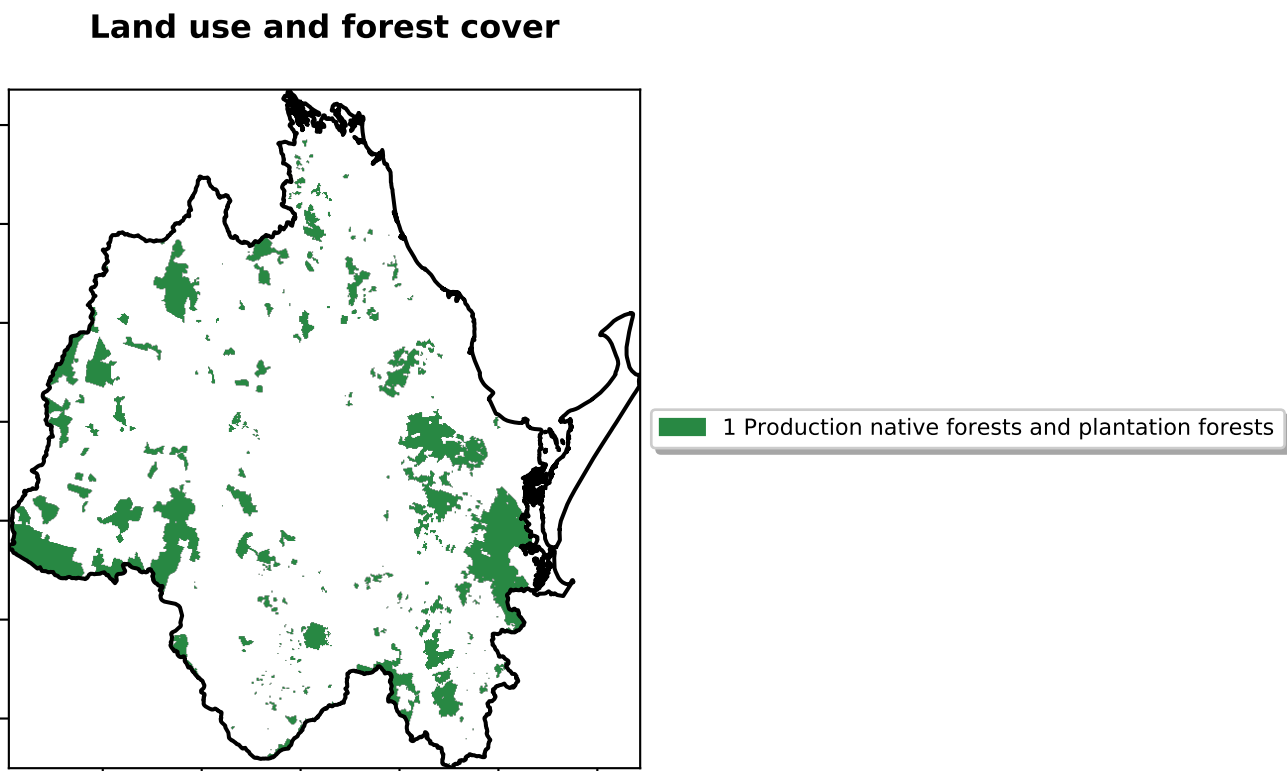 Land use and forest cover
1 Production native forests and plantation forests